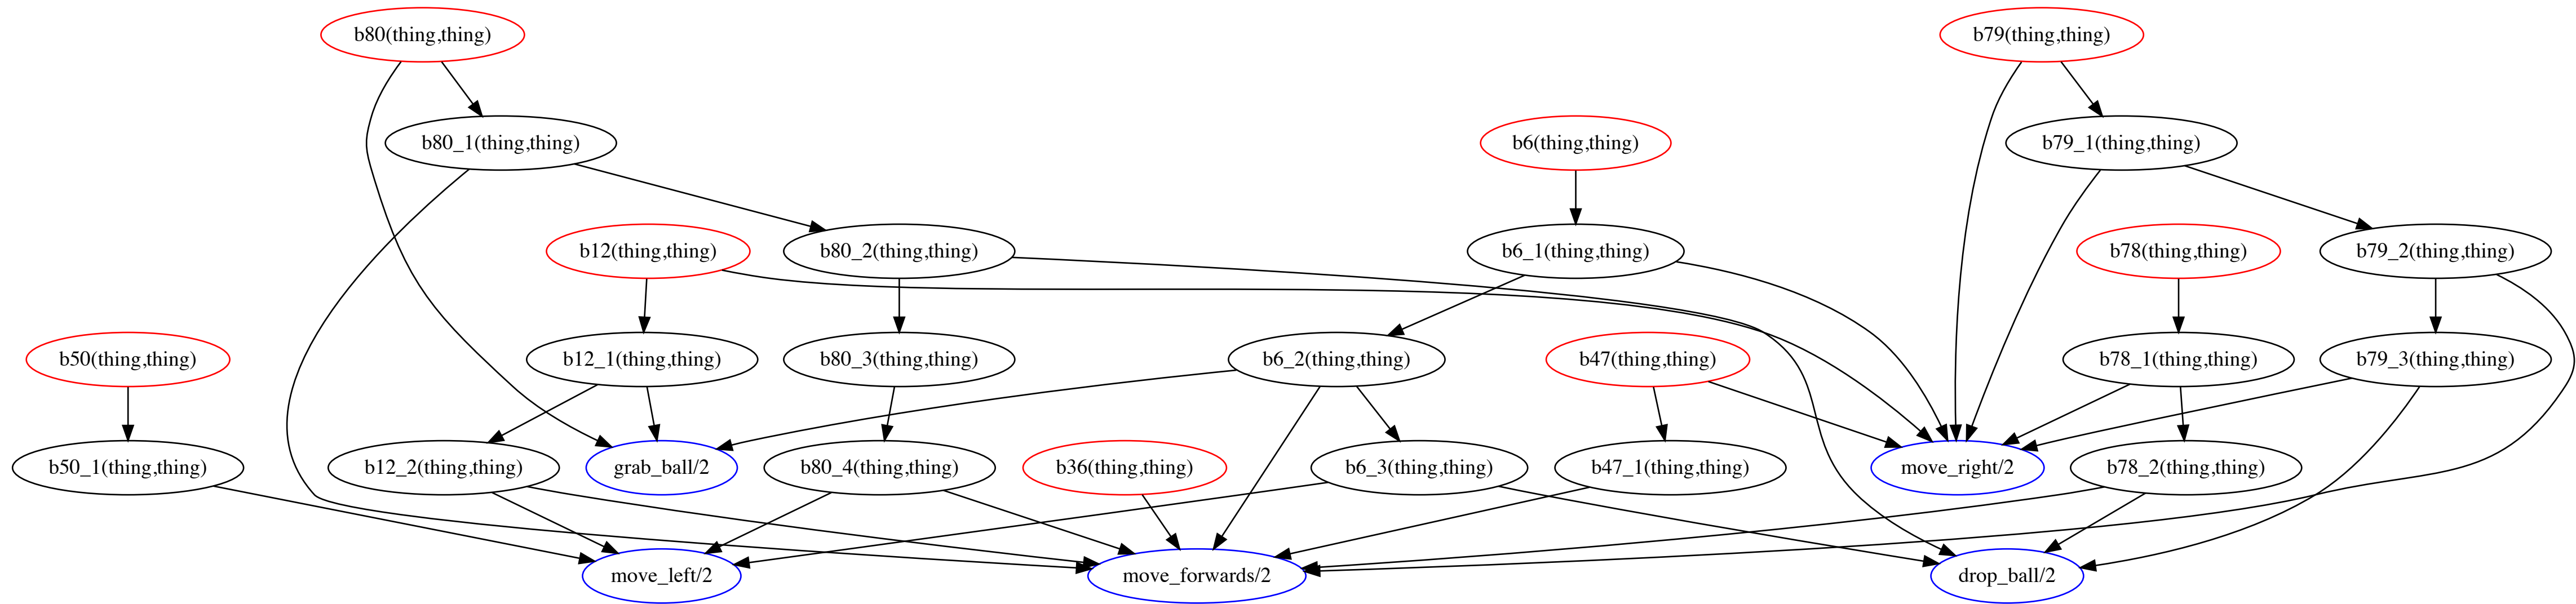 b80(thing,thing)
b79(thing,thing)
b80_1(thing,thing)
b6(thing,thing)
b79_1(thing,thing)
b12(thing,thing)
b80_2(thing,thing)
b6_1(thing,thing)
b78(thing,thing)
b79_2(thing,thing)
b50(thing,thing)
b12_1(thing,thing)
b80_3(thing,thing)
b6_2(thing,thing)
b47(thing,thing)
b78_1(thing,thing)
b79_3(thing,thing)
b50_1(thing,thing)
b12_2(thing,thing)
grab_ball/2
b80_4(thing,thing)
b36(thing,thing)
b6_3(thing,thing)
b47_1(thing,thing)
move_right/2
b78_2(thing,thing)
move_left/2
move_forwards/2
drop_ball/2